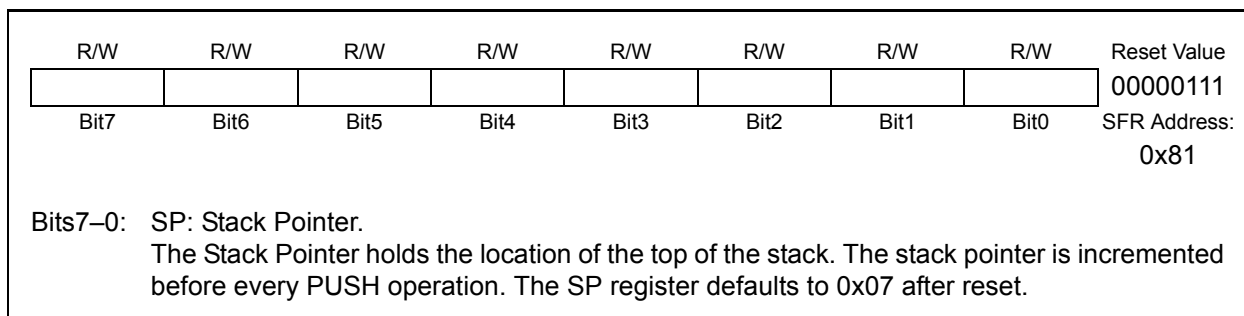 R/W R/W R/W R/W R/W R/W R/W R/W Reset Value
00000111
Bit7 Bit6 Bit5 Bit4 Bit3 Bit2 Bit1 Bit0 SFR Address:
0x81
Bits7–0: SP: Stack Pointer.
The Stack Pointer holds the location of the top of the stack. The stack pointer is incremented
before every PUSH operation. The SP register defaults to 0x07 after reset.